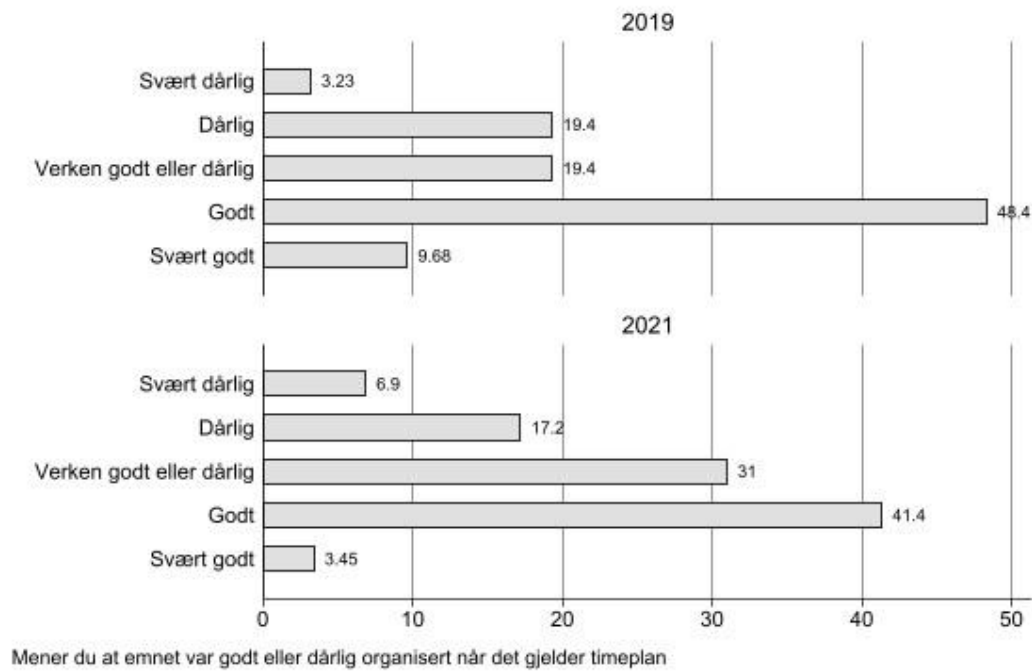 2019
Svært dårlig 3.23
Dårlig 19.4
Verken godt eller dårlig 19.4
Godt 48.4
Svært godt 9.68
2021
Svært dårlig 6.9
Dårlig 17.2
Verken godt eller dårlig 31
Godt 41.4
Svært godt 3.45
0 10 20 30 40 50
Mener du at emnet var godt eller dårlig organisert når det gjelder timeplan